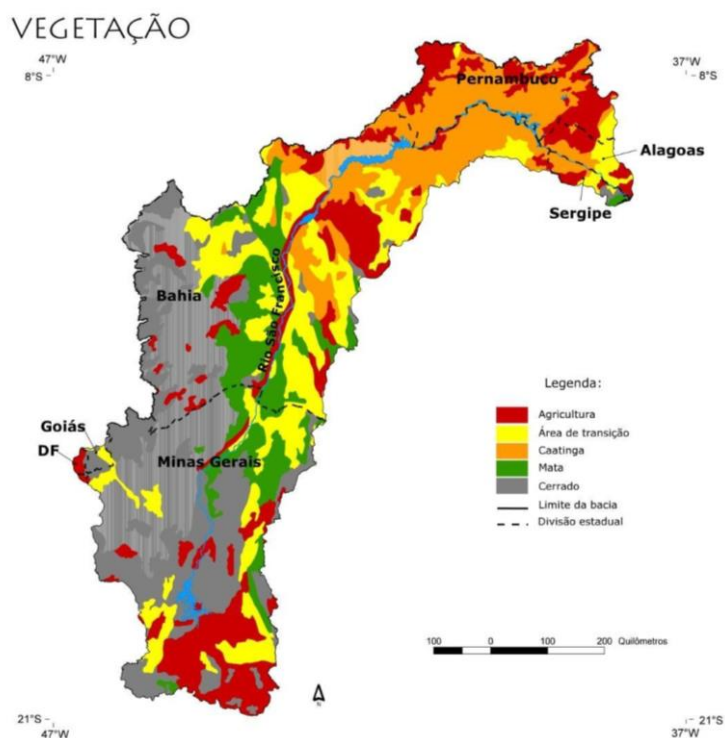 VEGETAÇÃO
47°W
8°S
37°W
8°S
Pernambuco
Alagoas
Sergipe
Bahia
Rio São Francisco
Goiás
DF
Minas Gerais
Legenda:
Agricultura
Área de transição
Caatinga
Mata
Cerrado
Limite da bacia
Divisão estadual
100 0 100 200 Quilômetros
N
21°S
47°W
21°S
37°W